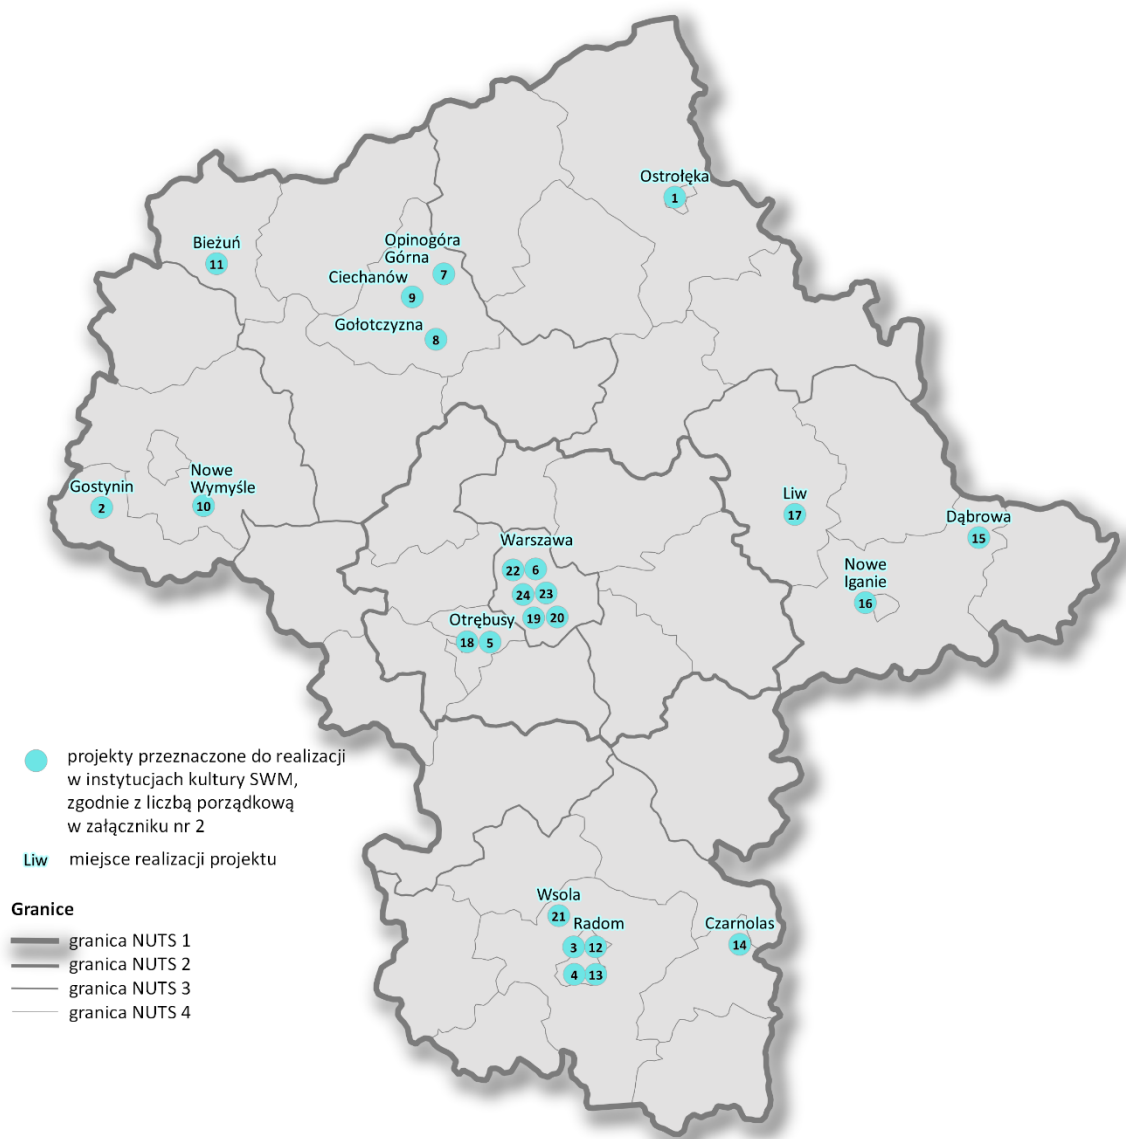 Ostrołęka
1
Bieżuń
11
Opinogóra
Górna
7
Ciechanów
9
Gołotczyzna
8
Gostynin
2
Nowe
Wymyśle
10
Liw
17
Dąbrowa
15
Nowe
Iganie
16
Warszawa
22 6
24 23
19 20
Otrębusy
18 5
projekty przeznaczone do realizacji
w instytucjach kultury SWM,
zgodnie z liczbą porządkową
w załączniku nr 2
Liw miejsce realizacji projektu
Granice
granica NUTS 1
granica NUTS 2
granica NUTS 3
granica NUTS 4
Wsola
21
Radom
3 12
4 13
Czarnolas
14